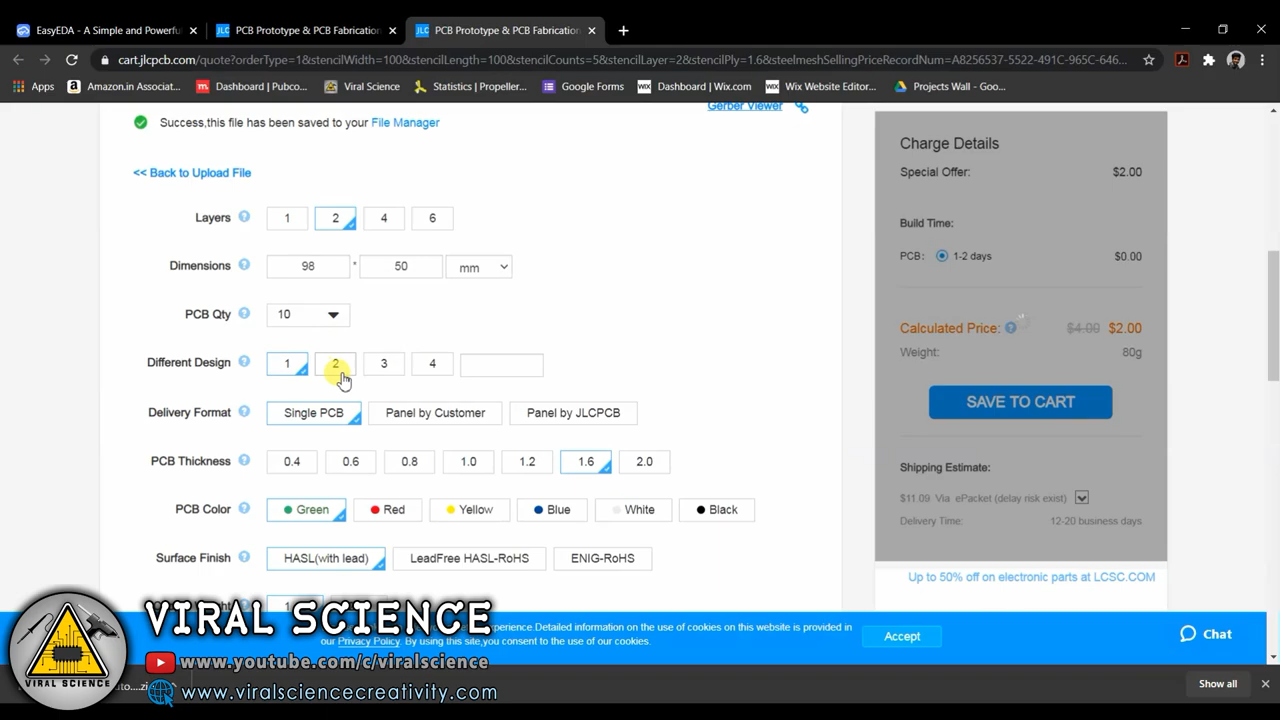 EasyEDA - A Simple and Powerfu
JLC PCB Prototype & PCB Fabrication
JLC PCB Prototype & PCB Fabrication
cart.jlcpcb.com/quote?orderType=1&stencilWidth=100&stencilLength=100&stencilCounts=5&stencilLayer=2&stencilPly=1.6&steelmeshSellingPriceRecordNum=A8256537-5522-491C-965C-646...
Apps Amazon.in Associat... Dashboard | Pubco... Viral Science Statistics | Propeller... Google Forms WIX Dashboard | Wix.com WIX Wix Website Editor... Projects Wall - Goo...
Gerber Viewer
Success,this file has been saved to your File Manager
<< Back to Upload File
Layers ? 1 2 4 6
Dimensions ? 98 * 50 mm
PCB Qty ? 10
Different Design ? 1 2 3 4
Delivery Format ? Single PCB Panel by Customer Panel by JLCPCB
PCB Thickness ? 0.4 0.6 0.8 1.0 1.2 1.6 2.0
PCB Color ? Green Red Yellow Blue White Black
Surface Finish ? HASL(with lead) LeadFree HASL-RoHS ENIG-RoHS
Charge Details
Special Offer: $2.00
Build Time:
PCB: 1-2 days $0.00
Calculated Price: ? $4.00 $2.00
Weight: 80g
SAVE TO CART
Shipping Estimate:
$11.09 Via ePacket (delay risk exist)
Delivery Time: 12-20 business days
Up to 50% off on electronic parts at LCSC.COM
experience.Detailed information on the use of cookies on this website is provided in
our Privacy Policy. By using this site,you consent to the use of our cookies.
Accept
Chat
VIRAL SCIENCE
VIRAL SCIENCE
www.youtube.com/c/viralscience
www.viralsciencecreativity.com
uto....zi
Show all